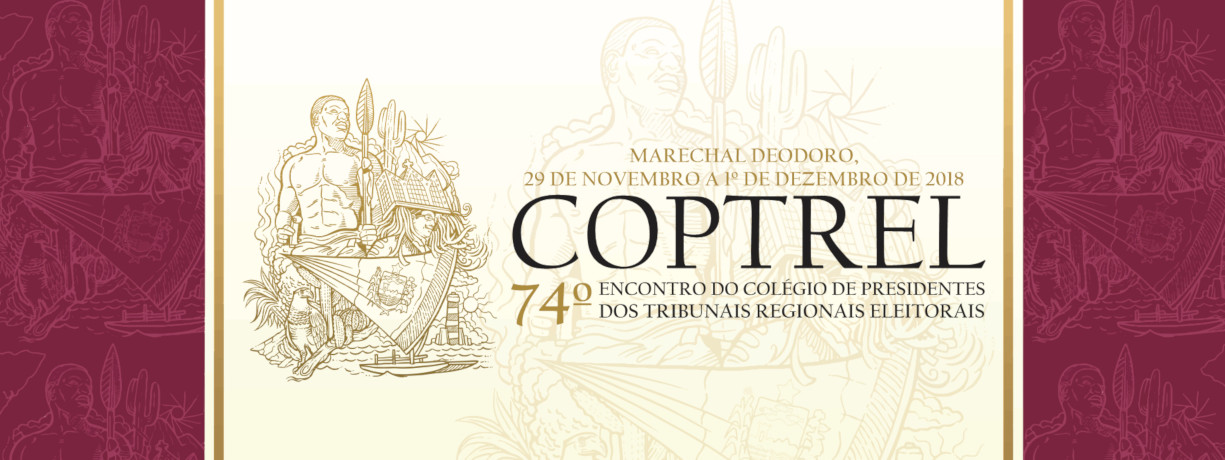 MARECHAL DEODORO,
29 DE NOVEMBRO A 1º DE DEZEMBRO DE 2018
COPTREL
74º ENCONTRO DO COLÉGIO DE PRESIDENTES
DOS TRIBUNAIS REGIONAIS ELEITORAIS